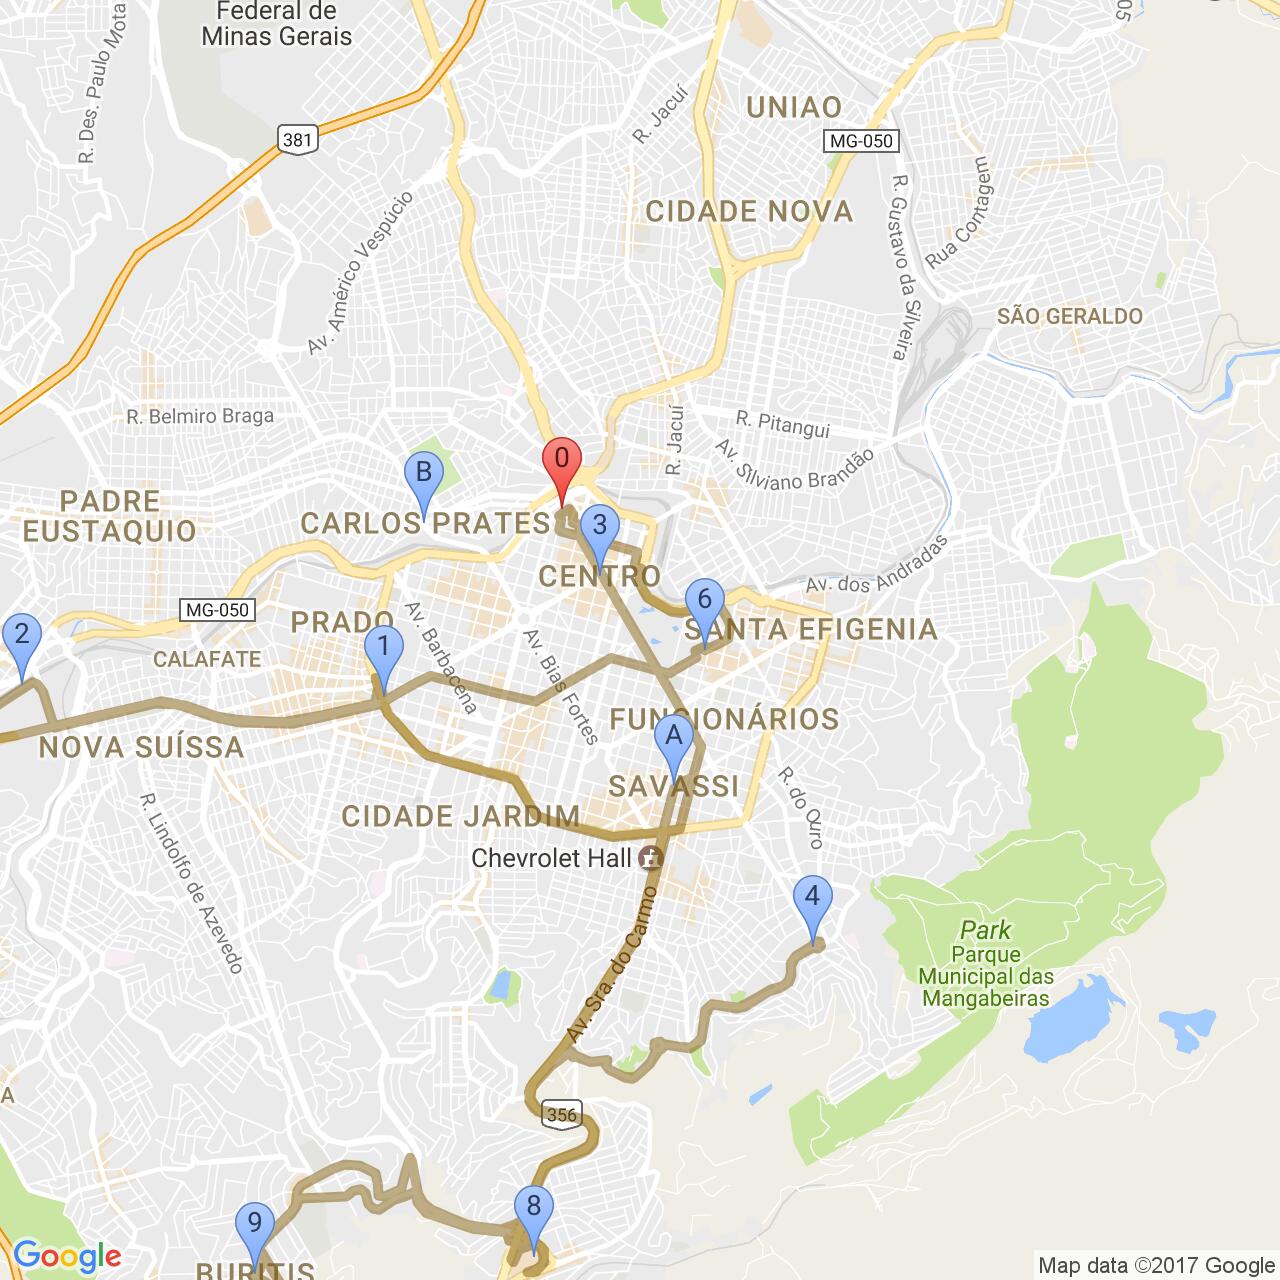 Federal de
Minas Gerais
R. Des. Paulo Mota
05
381
R. Jacuí
UNIAO
MG-050
R. Gustavo da Silveira
Rua Contagem
CIDADE NOVA
Av. Américo Vespúcio
SÃO GERALDO
R. Belmiro Braga
R. Jacuí
R. Pitangui
Av. Silviano Brandão
0
B
PADRE
EUSTAQUIO
CARLOS PRATES
3
CENTRO
Av. dos Andradas
MG-050
PRADO
6
SANTA EFIGENIA
2
1
CALAFATE
Av. Barbacena
Av. Bias Fortes
FUNCIONÁRIOS
A
NOVA SUÍSSA
SAVASSI
R. do Ouro
CIDADE JARDIM
R. Lindolfo de Azevedo
Chevrolet Hall
4
Av. Sra. do Carmo
Park
Parque
Municipal das
Mangabeiras
A
356
8
9
BURITIS
Google
Map data ©2017 Google